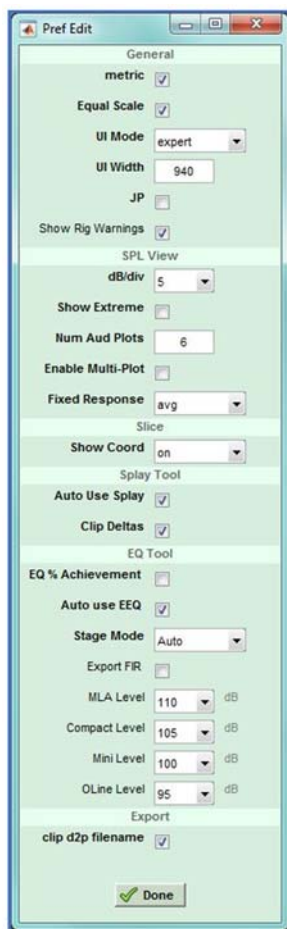 Pref Edit
General
metric
Equal Scale
UI Mode expert
UI Width 940
JP
Show Rig Warnings
SPL View
dB/div 5
Show Extreme
Num Aud Plots 6
Enable Multi-Plot
Fixed Response avg
Slice
Show Coord on
Splay Tool
Auto Use Splay
Clip Deltas
EQ Tool
EQ % Achievement
Auto use EEQ
Stage Mode Auto
Export FIR
MLA Level 110 dB
Compact Level 105 dB
Mini Level 100 dB
OLine Level 95 dB
Export
clip d2p filename
Done